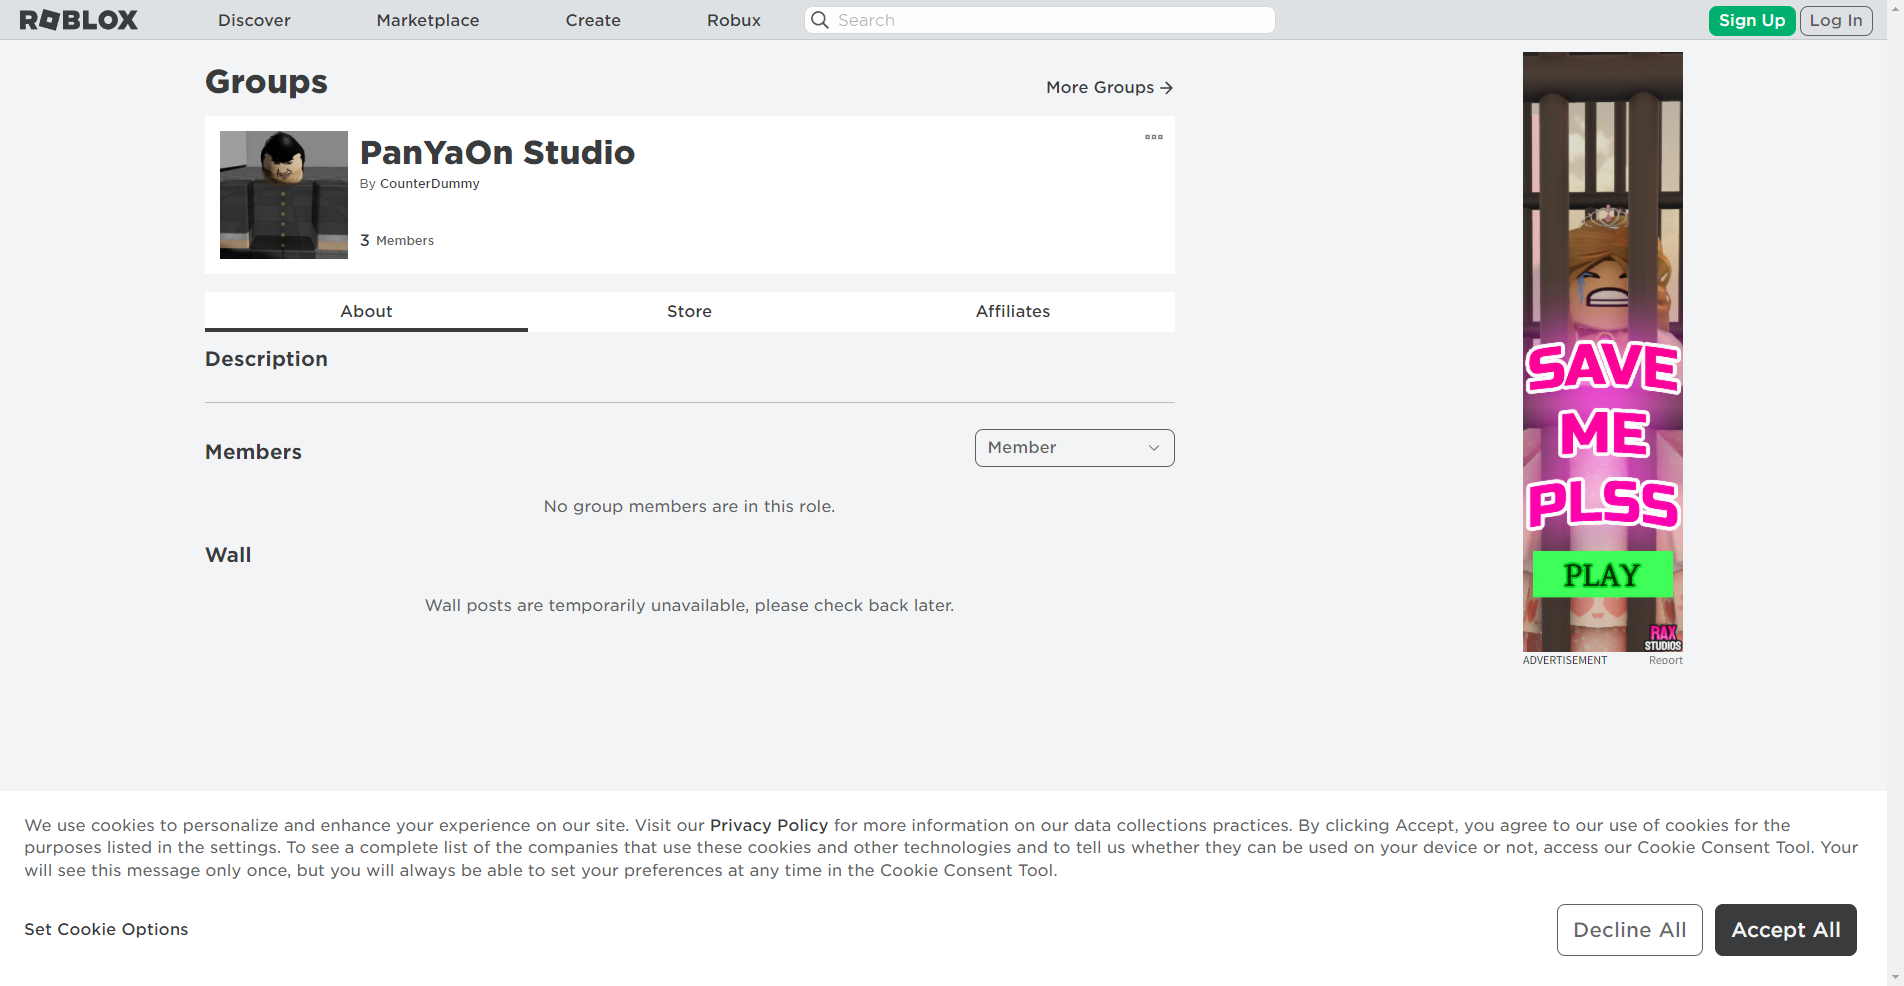 ROBLOX
Discover
Marketplace
Create
Robux
Search
Sign Up
Log In
Groups
More Groups
PanYaOn Studio
By CounterDummy
3 Members
About
Store
Affiliates
Description
Members
Member
No group members are in this role.
Wall
Wall posts are temporarily unavailable, please check back later.
SAVE
ME
PLSS
PLAY
RAX
STUDIOS
ADVERTISEMENT
Report
We use cookies to personalize and enhance your experience on our site. Visit our Privacy Policy for more information on our data collections practices. By clicking Accept, you agree to our use of cookies for the
purposes listed in the settings. To see a complete list of the companies that use these cookies and other technologies and to tell us whether they can be used on your device or not, access our Cookie Consent Tool. Your
will see this message only once, but you will always be able to set your preferences at any time in the Cookie Consent Tool.
Set Cookie Options
Decline All
Accept All